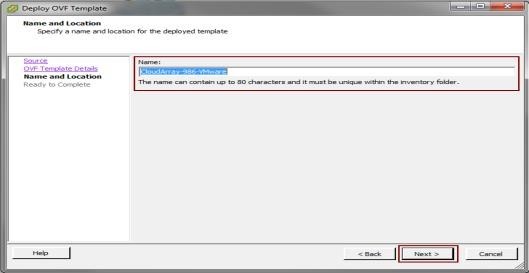 Deploy OVF Template
Name and Location
Specify a name and location for the deployed template
Source
OVF Template Details
Name and Location
Ready to Complete
Name:
CloudArray-986-VMware
The name can contain up to 80 characters and it must be unique within the inventory folder.
Help
< Back
Next >
Cancel